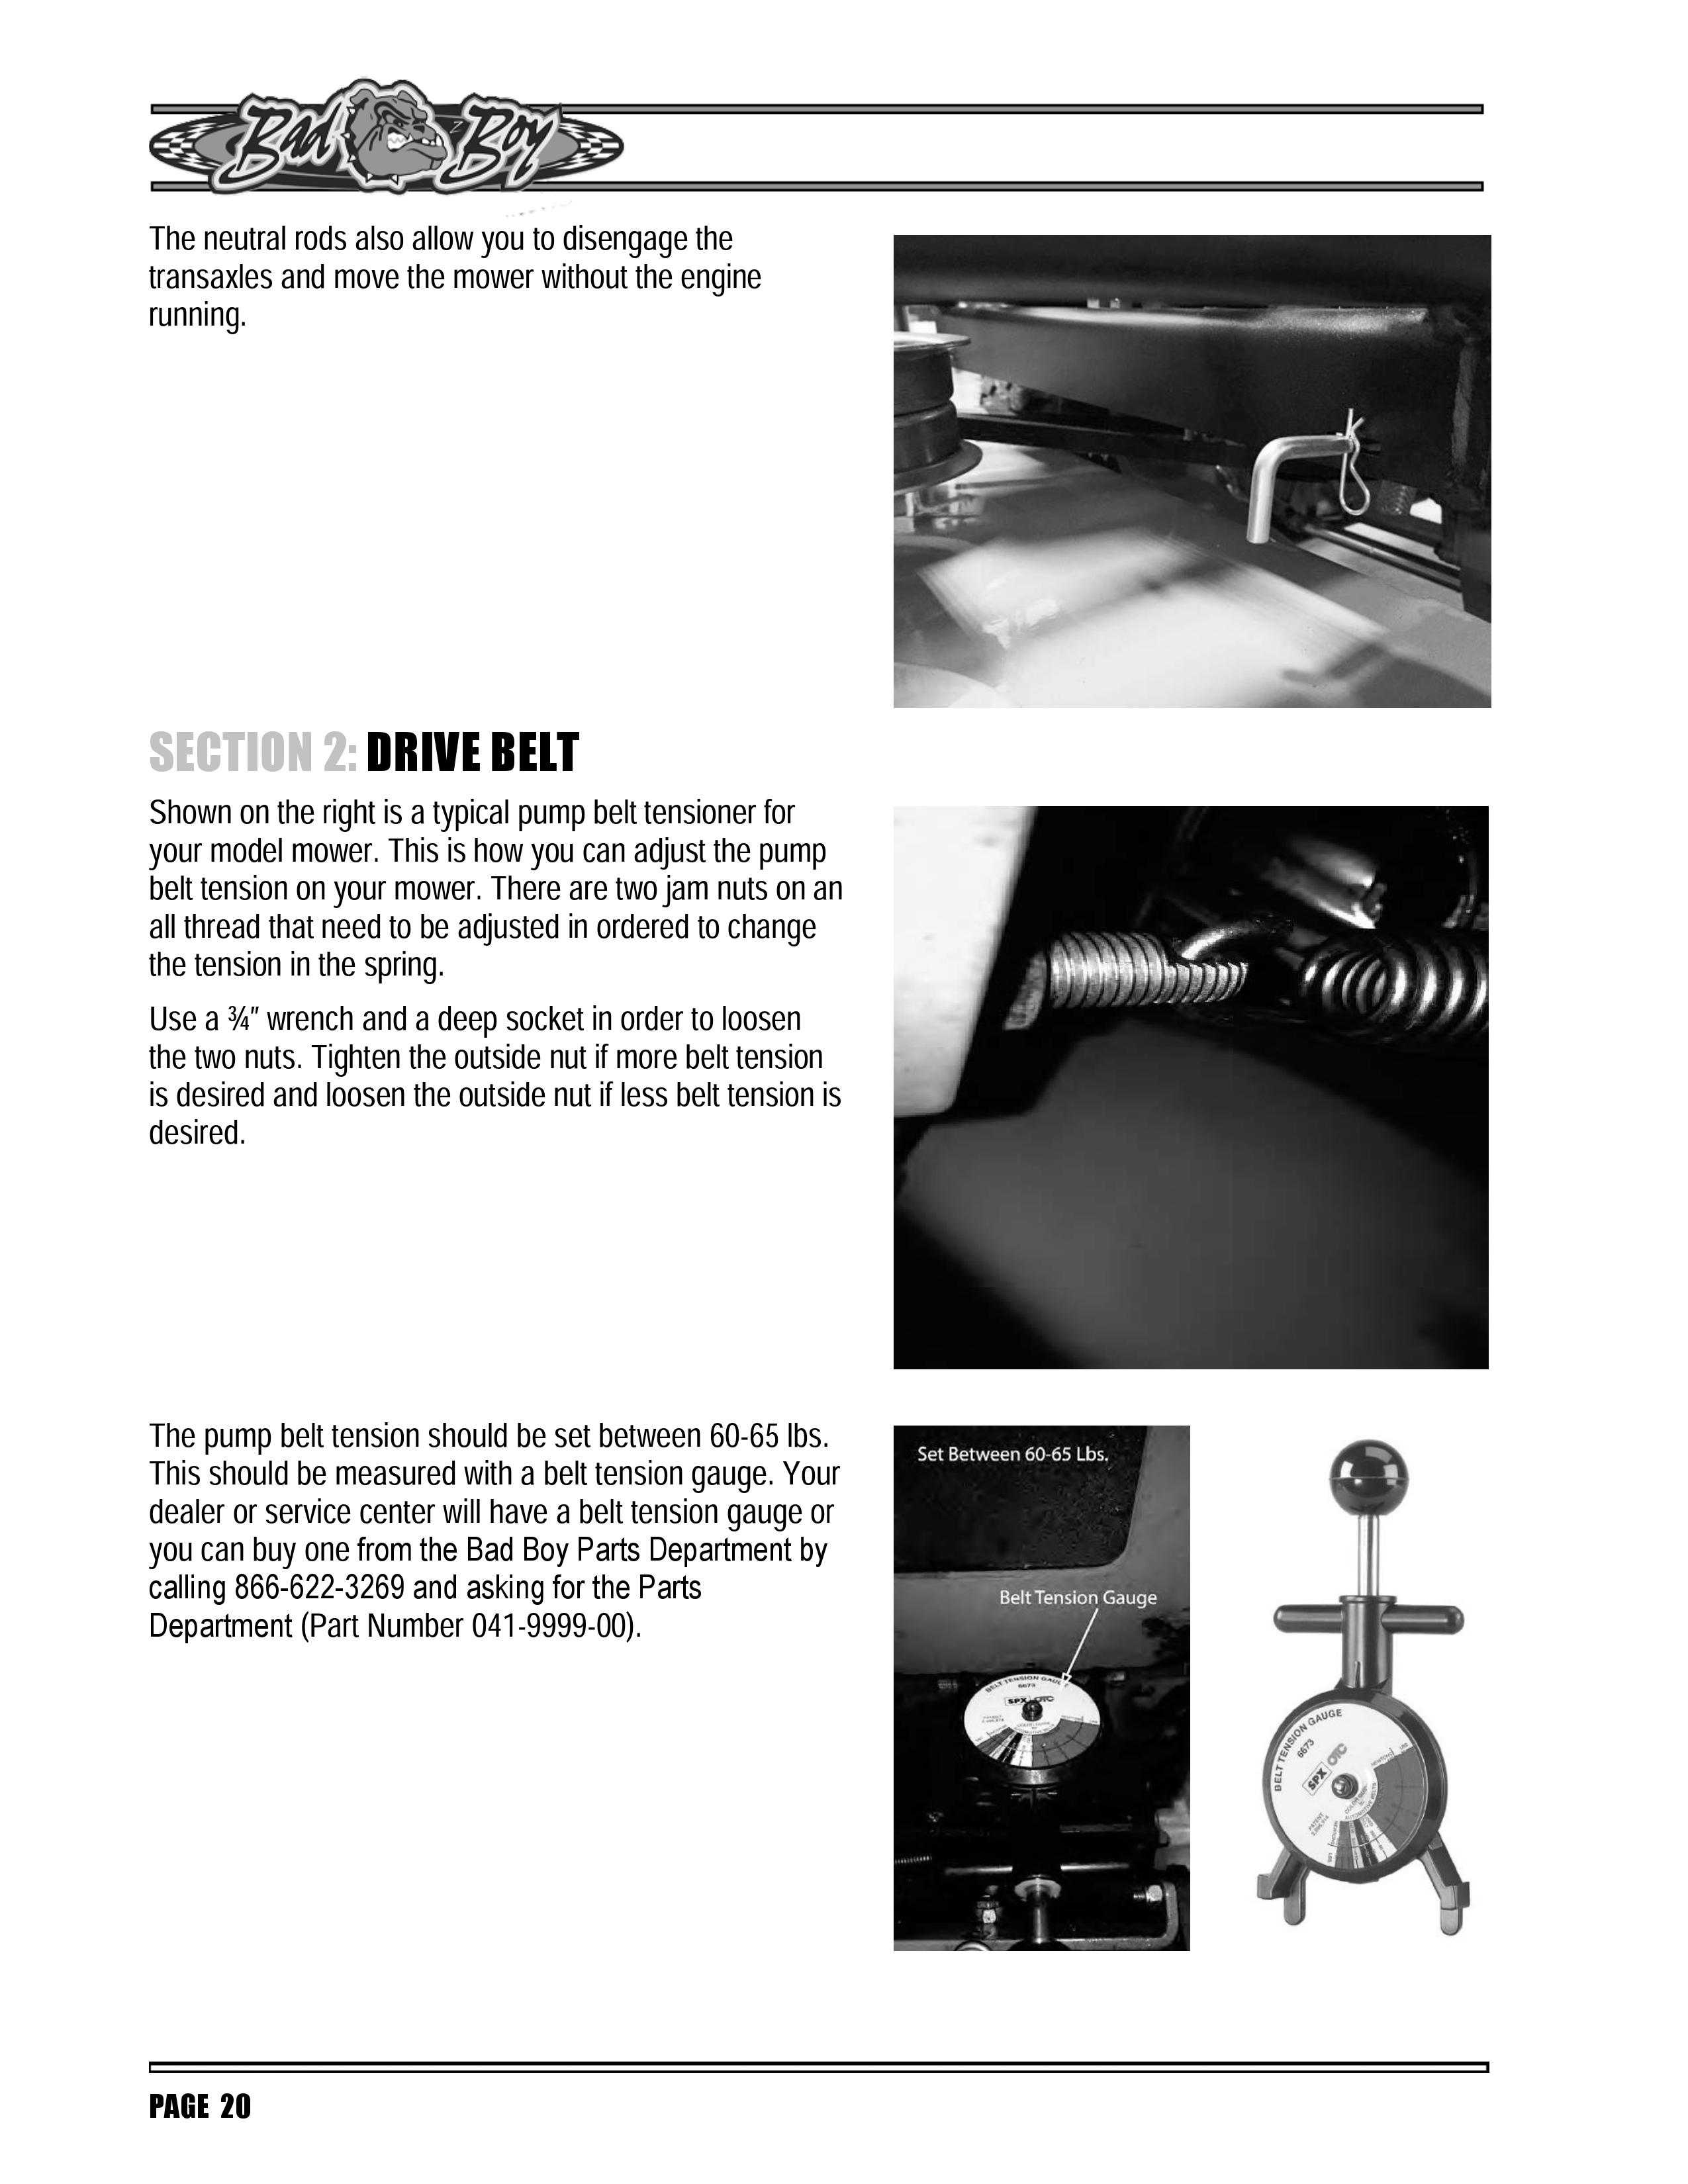 Bad Boy
Z
The neutral rods also allow you to disengage the
transaxles and move the mower without the engine
running.
SECTION 2: DRIVE BELT
Shown on the right is a typical pump belt tensioner for
your model mower. This is how you can adjust the pump
belt tension on your mower. There are two jam nuts on an
all thread that need to be adjusted in ordered to change
the tension in the spring.
Use a ¾” wrench and a deep socket in order to loosen
the two nuts. Tighten the outside nut if more belt tension
is desired and loosen the outside nut if less belt tension is
desired.
The pump belt tension should be set between 60-65 lbs.
This should be measured with a belt tension gauge. Your
dealer or service center will have a belt tension gauge or
you can buy one from the Bad Boy Parts Department by
calling 866-622-3269 and asking for the Parts
Department (Part Number 041-9999-00).
Set Between 60-65 Lbs.
Belt Tension Gauge
BELT TENSION GAUGE
6673
SPX OTC
BELT TENSION GAUGE
6673
SPX OTC
PATENT
NEWTONS
LBS
AUTOMOTIVE BELTS
PAGE 20